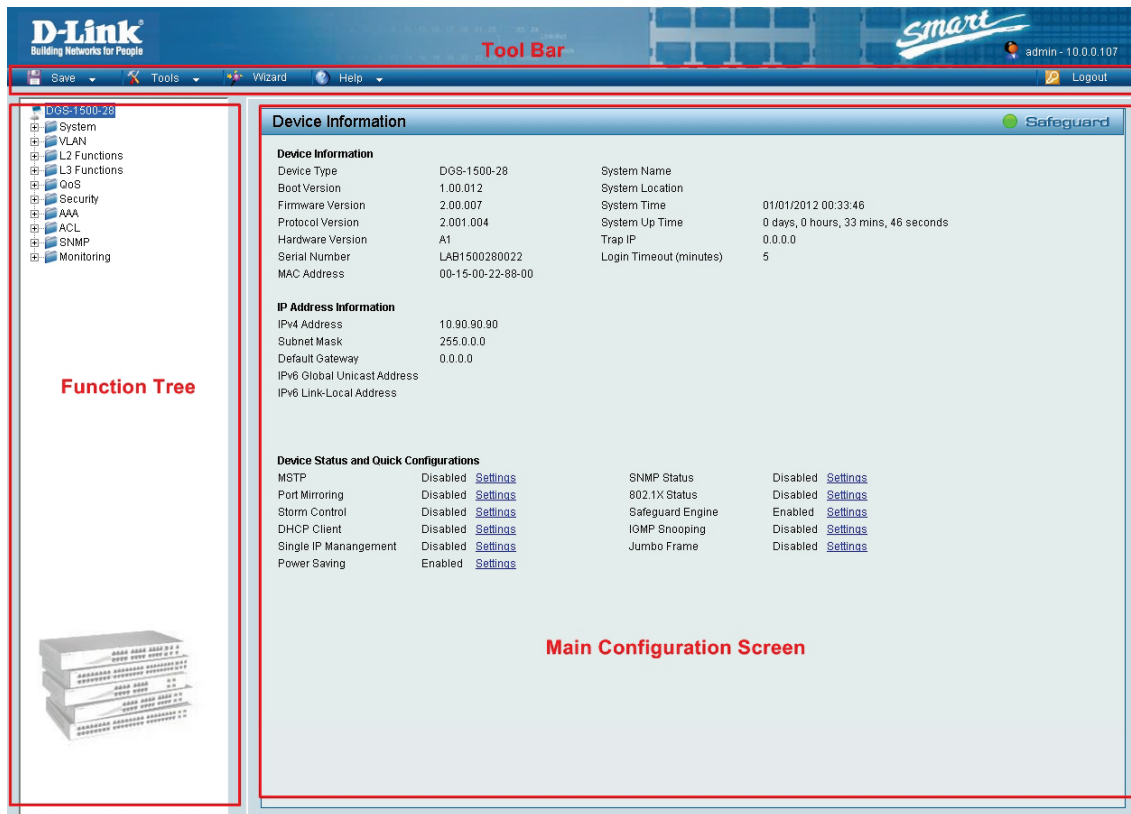 D-Link®
Building Networks for People
smart
Tool Bar
admin - 10.0.0.107
Save Tools Wizard Help Logout
DGS-1500-28
System
VLAN
L2 Functions
L3 Functions
QoS
Security
AAA
ACL
SNMP
Monitoring
Function Tree
Device Information Safeguard
Device Information
Device Type DGS-1500-28 System Name
Boot Version 1.00.012 System Location
Firmware Version 2.00.007 System Time 01/01/2012 00:33:46
Protocol Version 2.001.004 System Up Time 0 days, 0 hours, 33 mins, 46 seconds
Hardware Version A1 Trap IP 0.0.0.0
Serial Number LAB1500280022 Login Timeout (minutes) 5
MAC Address 00-15-00-22-88-00
IP Address Information
IPv4 Address 10.90.90.90
Subnet Mask 255.0.0.0
Default Gateway 0.0.0.0
IPv6 Global Unicast Address
IPv6 Link-Local Address
Device Status and Quick Configurations
MSTP Disabled Settings SNMP Status Disabled Settings
Port Mirroring Disabled Settings 802.1X Status Disabled Settings
Storm Control Disabled Settings Safeguard Engine Enabled Settings
DHCP Client Disabled Settings IGMP Snooping Disabled Settings
Single IP Manangement Disabled Settings Jumbo Frame Disabled Settings
Power Saving Enabled Settings
Main Configuration Screen